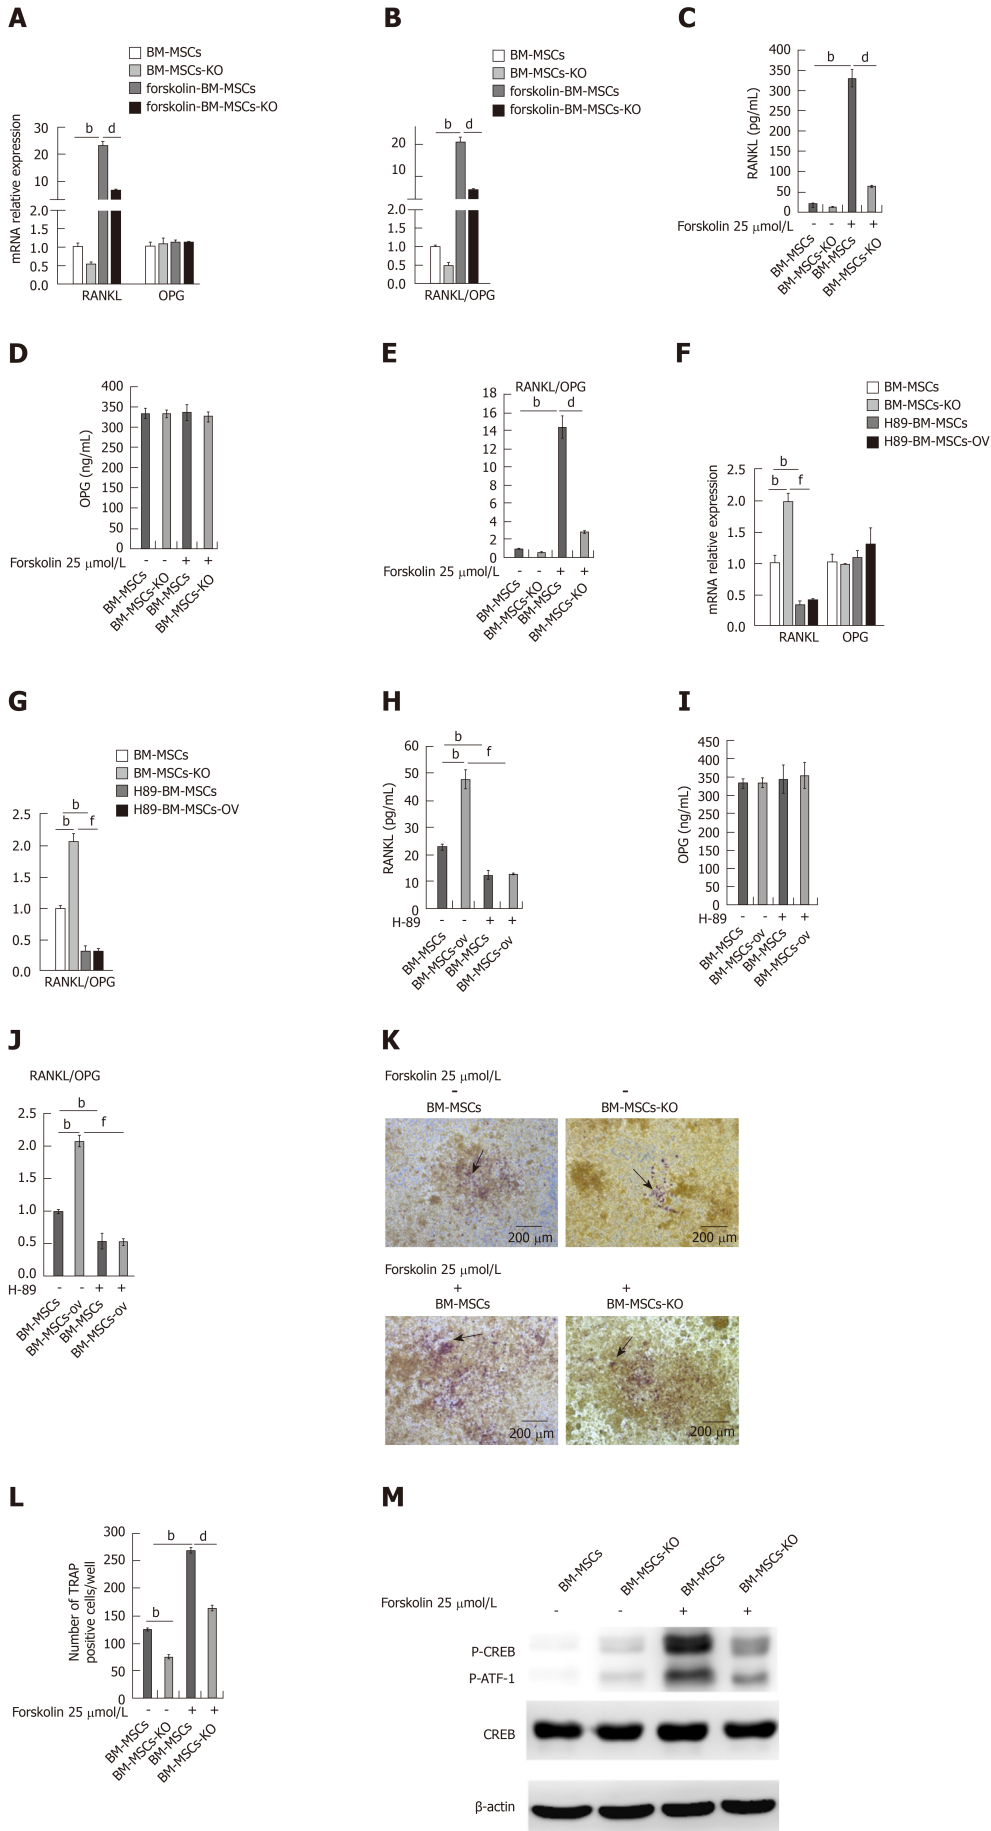 A
BM-MSCs
BM-MSCs-KO
forskolin-BM-MSCs
forskolin-BM-MSCs-KO
mRNA relative expression
30
20
10
2.0
1.0
0.5
0.0
b
d
RANKL
OPG
B
BM-MSCs
BM-MSCs-KO
forskolin-BM-MSCs
forskolin-BM-MSCs-KO
20
10
2.0
1.0
0.5
0.0
b
d
RANKL/OPG
C
RANKL (pg/mL)
400
350
300
250
200
150
100
50
0
b
d
Forskolin 25 μmol/L
-
-
+
+
BM-MSCs
BM-MSCs-KO
BM-MSCs
BM-MSCs-KO
D
OPG (ng/mL)
400
350
300
250
200
150
100
50
0
Forskolin 25 μmol/L
-
-
+
+
BM-MSCs
BM-MSCs-KO
BM-MSCs
BM-MSCs-KO
E
RANKL/OPG
18
16
14
12
10
8
6
4
2
0
b
d
Forskolin 25 μmol/L
-
-
+
+
BM-MSCs
BM-MSCs-KO
BM-MSCs
BM-MSCs-KO
F
BM-MSCs
BM-MSCs-KO
H89-BM-MSCs
H89-BM-MSCs-OV
mRNA relative expression
2.5
2.0
1.5
1.0
0.5
0.0
b
b
f
RANKL
OPG
G
BM-MSCs
BM-MSCs-KO
H89-BM-MSCs
H89-BM-MSCs-OV
2.5
2.0
1.5
1.0
0.5
0.0
b
b
f
RANKL/OPG
H
RANKL (pg/mL)
60
50
40
30
20
10
0
b
b
f
H-89
-
-
+
+
BM-MSCs
BM-MSCs-ov
BM-MSCs
BM-MSCs-ov
I
OPG (ng/mL)
450
400
350
300
250
200
150
100
50
0
H-89
-
-
+
+
BM-MSCs
BM-MSCs-ov
BM-MSCs
BM-MSCs-ov
J
RANKL/OPG
2.5
2.0
1.5
1.0
0.5
0.0
b
b
f
H-89
-
-
+
+
BM-MSCs
BM-MSCs-ov
BM-MSCs
BM-MSCs-ov
K
Forskolin 25 μmol/L
-
-
BM-MSCs
BM-MSCs-KO
200 μm
200 μm
Forskolin 25 μmol/L
+
+
BM-MSCs
BM-MSCs-KO
200 μm
200 μm
L
Number of TRAP
positive cells/well
300
250
200
150
100
50
0
b
d
b
Forskolin 25 μmol/L
-
-
+
+
BM-MSCs
BM-MSCs-KO
BM-MSCs
BM-MSCs-KO
M
BM-MSCs
BM-MSCs-KO
BM-MSCs
BM-MSCs-KO
Forskolin 25 μmol/L
-
-
+
+
P-CREB
P-ATF-1
CREB
β-actin